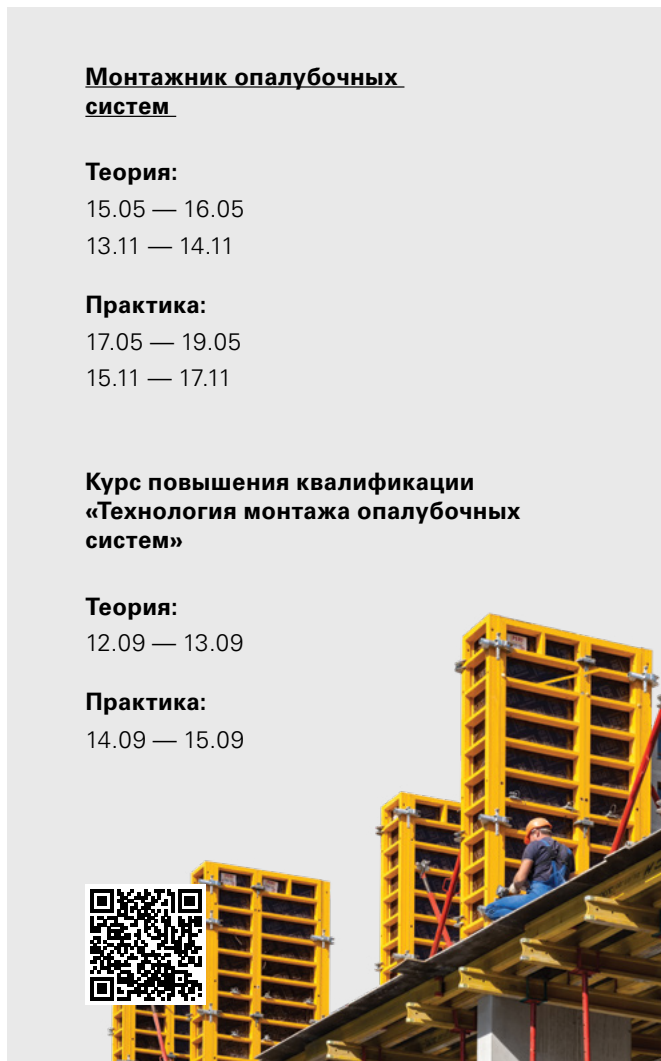 Монтажник опалубочных
систем
Теория:
15.05 — 16.05
13.11 — 14.11
Практика:
17.05 — 19.05
15.11 — 17.11
Курс повышения квалификации
«Технология монтажа опалубочных
систем»
Теория:
12.09 — 13.09
Практика:
14.09 — 15.09